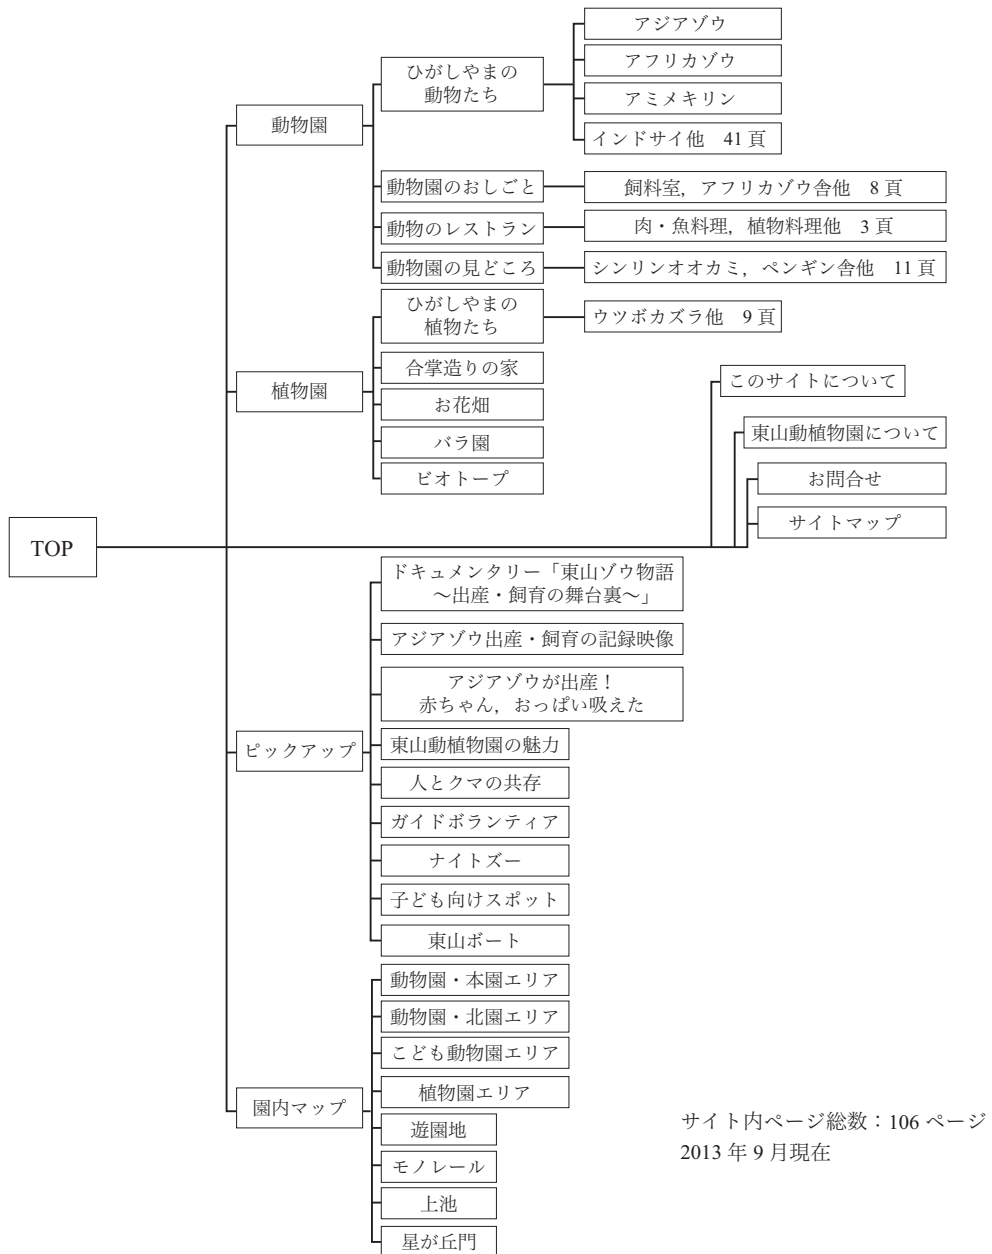 TOP
動物園
ひがしやまの
動物たち
アジアゾウ
アフリカゾウ
アミメキリン
インドサイ他 41 頁
動物園のおしごと
飼料室，アフリカゾウ舎他 8 頁
動物のレストラン
肉・魚料理，植物料理他 3 頁
動物園の見どころ
シンリンオオカミ，ペンギン舎他 11 頁
植物園
ひがしやまの
植物たち
ウツボカズラ他 9 頁
合掌造りの家
お花畑
バラ園
ビオトープ
このサイトについて
東山動植物園について
お問合せ
サイトマップ
ピックアップ
ドキュメンタリー「東山ゾウ物語
～出産・飼育の舞台裏～」
アジアゾウ出産・飼育の記録映像
アジアゾウが出産！
赤ちゃん，おっぱい吸えた
東山動植物園の魅力
人とクマの共存
ガイドボランティア
ナイトズー
子ども向けスポット
東山ボート
園内マップ
動物園・本園エリア
動物園・北園エリア
こども動物園エリア
植物園エリア
遊園地
モノレール
上池
星が丘門
サイト内ページ総数：106 ページ
2013 年 9 月現在